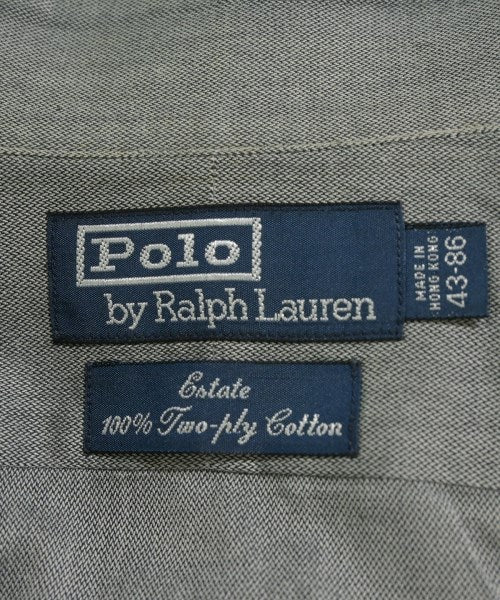 Polo
by Ralph Lauren
MADE IN
HONG KONG
43-86
Estate
100% Two-ply Cotton